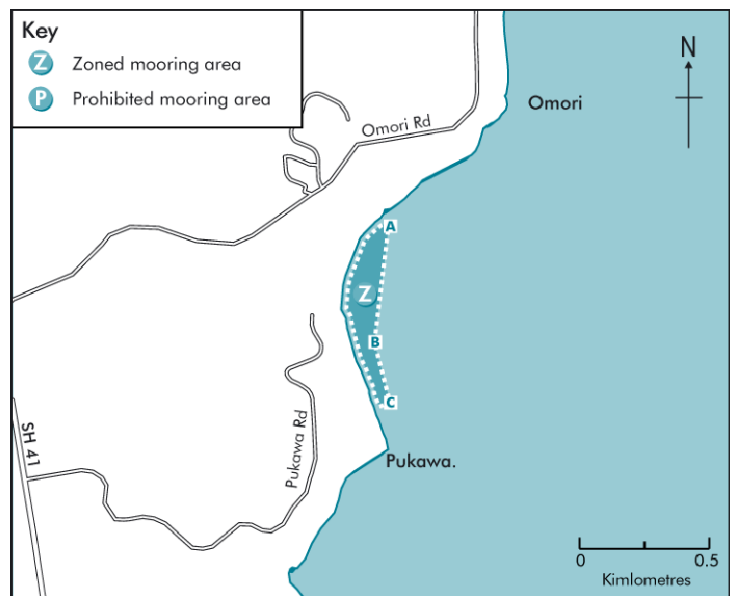 Key
Z Zoned mooring area
P Prohibited mooring area
N
Omori
Omori Rd
A
Z
B
C
Pukawa Rd
SH 41
Pukawa.
0 0.5
Kimlometres